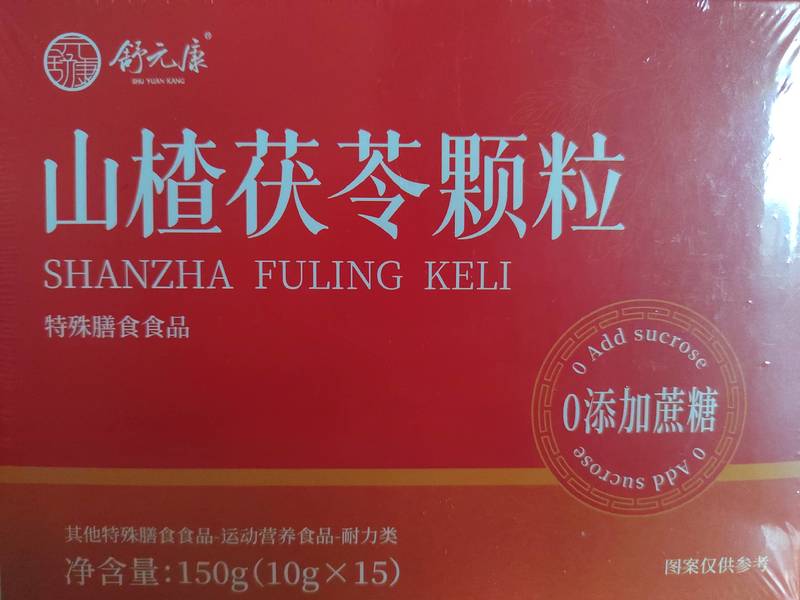 舒元康®
SHU YUAN KANG
山楂茯苓颗粒
SHANZHA FULING KELI
特殊膳食食品
0 Add sucrose
0添加蔗糖
0 Add sucrose
其他特殊膳食食品-运动营养食品-耐力类
净含量:150g(10g×15)
图案仅供参考